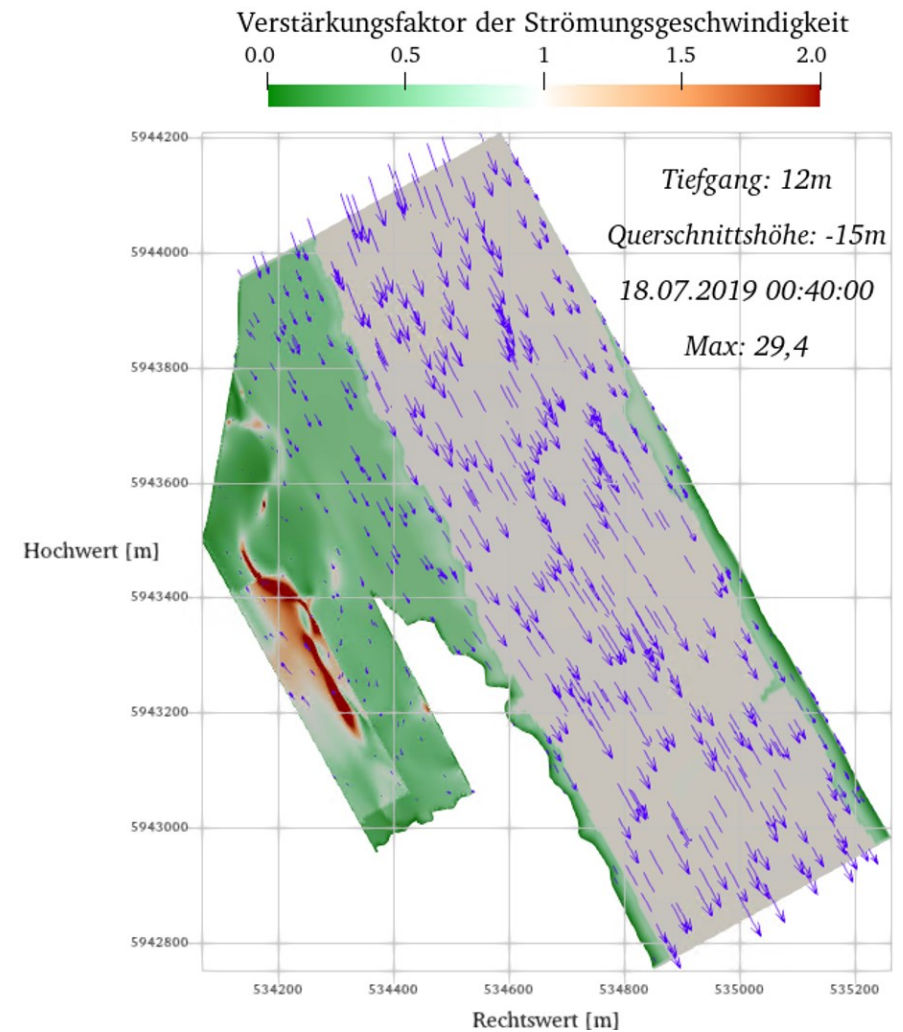 Verstärkungsfaktor der Strömungsgeschwindigkeit
0.0 0.5 1 1.5 2.0
5944200
Tiefgang: 12m
Querschnittshöhe: -15m
5944000
18.07.2019 00:40:00
Max: 29,4
5943800
5943600
Hochwert [m]
5943400
5943200
5943000
5942800
534200 534400 534600 534800 535000 535200
Rechtswert [m]